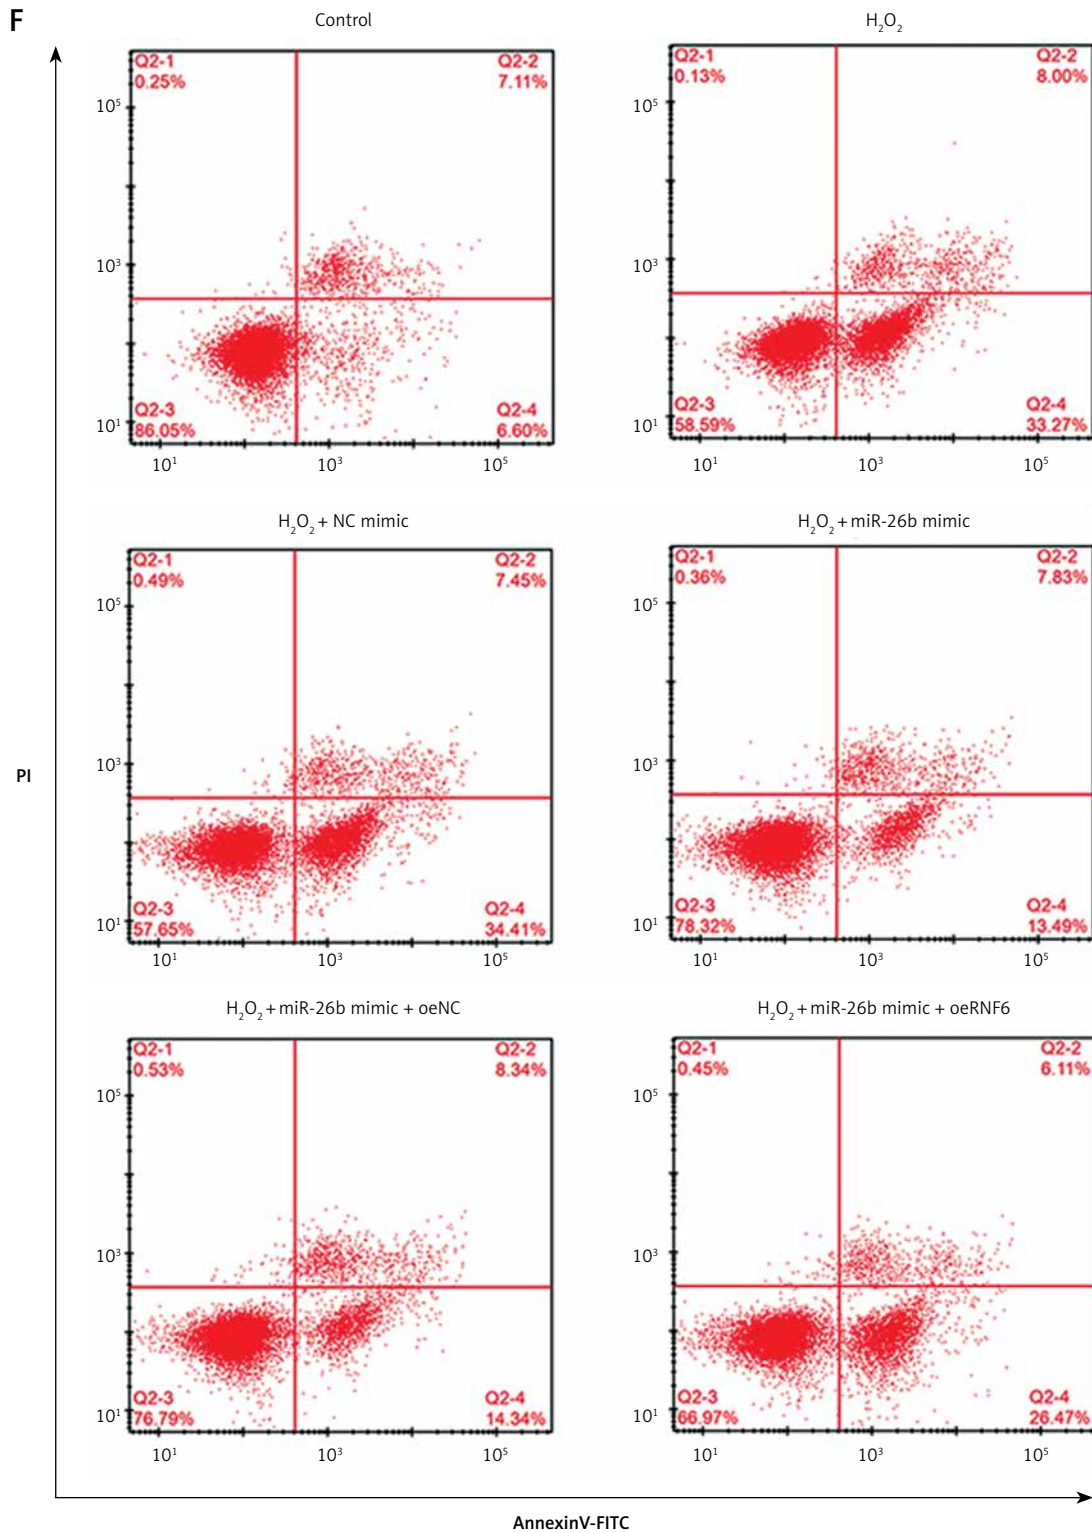 F
Control
H₂O₂
Q2-1
0.25%
Q2-2
7.11%
Q2-3
86.05%
Q2-4
6.60%
10⁵
10³
10¹
10¹
10³
10⁵
Q2-1
0.13%
Q2-2
8.00%
Q2-3
58.59%
Q2-4
33.27%
10⁵
10³
10¹
10¹
10³
10⁵
H₂O₂ + NC mimic
H₂O₂ + miR-26b mimic
Q2-1
0.49%
Q2-2
7.45%
Q2-3
57.65%
Q2-4
34.41%
10⁵
10³
10¹
10¹
10³
10⁵
Q2-1
0.36%
Q2-2
7.83%
Q2-3
78.32%
Q2-4
13.49%
10⁵
10³
10¹
10¹
10³
10⁵
PI
H₂O₂ + miR-26b mimic + oeNC
H₂O₂ + miR-26b mimic + oeRNF6
Q2-1
0.53%
Q2-2
8.34%
Q2-3
76.79%
Q2-4
14.34%
10⁵
10³
10¹
10¹
10³
10⁵
Q2-1
0.45%
Q2-2
6.11%
Q2-3
66.97%
Q2-4
26.47%
10⁵
10³
10¹
10¹
10³
10⁵
AnnexinV-FITC